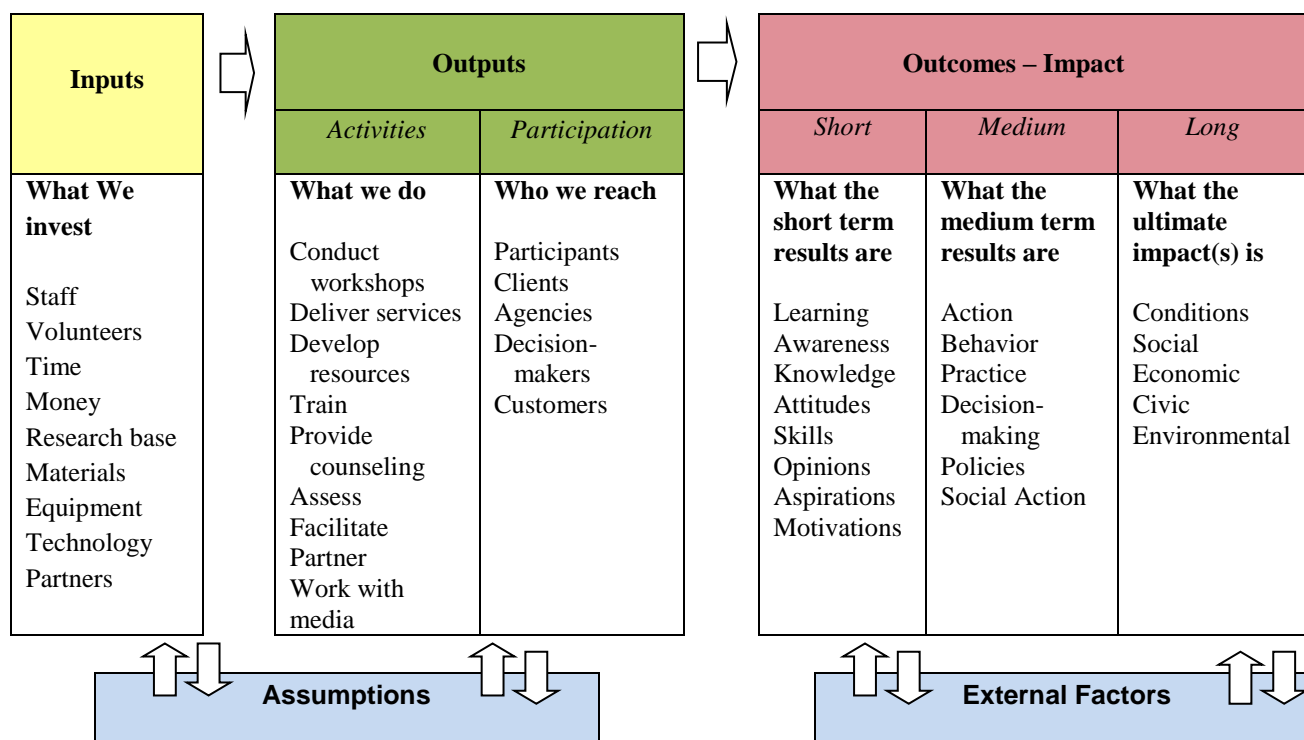 Inputs
Outputs
Outcomes – Impact
Activities
Participation
Short
Medium
Long
What We
invest
Staff
Volunteers
Time
Money
Research base
Materials
Equipment
Technology
Partners
What we do
Conduct
workshops
Deliver services
Develop
resources
Train
Provide
counseling
Assess
Facilitate
Partner
Work with
media
Who we reach
Participants
Clients
Agencies
Decision-
makers
Customers
What the
short term
results are
Learning
Awareness
Knowledge
Attitudes
Skills
Opinions
Aspirations
Motivations
What the
medium term
results are
Action
Behavior
Practice
Decision-
making
Policies
Social Action
What the
ultimate
impact(s) is
Conditions
Social
Economic
Civic
Environmental
Assumptions
External Factors